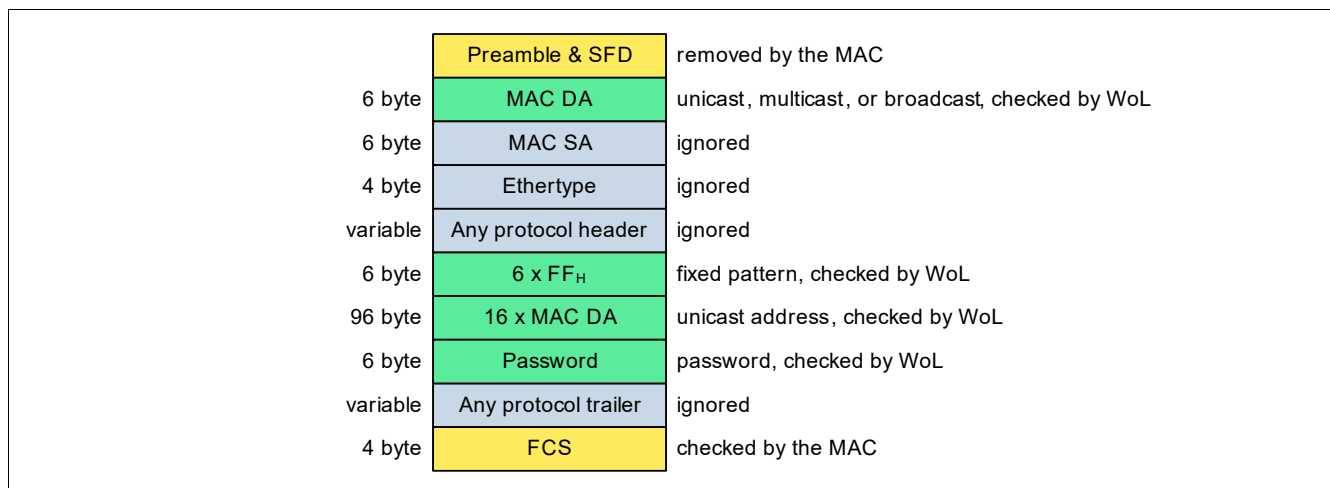 Preamble & SFD removed by the MAC
6 byte MAC DA unicast, multicast, or broadcast, checked by WoL
6 byte MAC SA ignored
4 byte Ethertype ignored
variable Any protocol header ignored
6 byte 6 x FFH fixed pattern, checked by WoL
96 byte 16 x MAC DA unicast address, checked by WoL
6 byte Password password, checked by WoL
variable Any protocol trailer ignored
4 byte FCS checked by the MAC